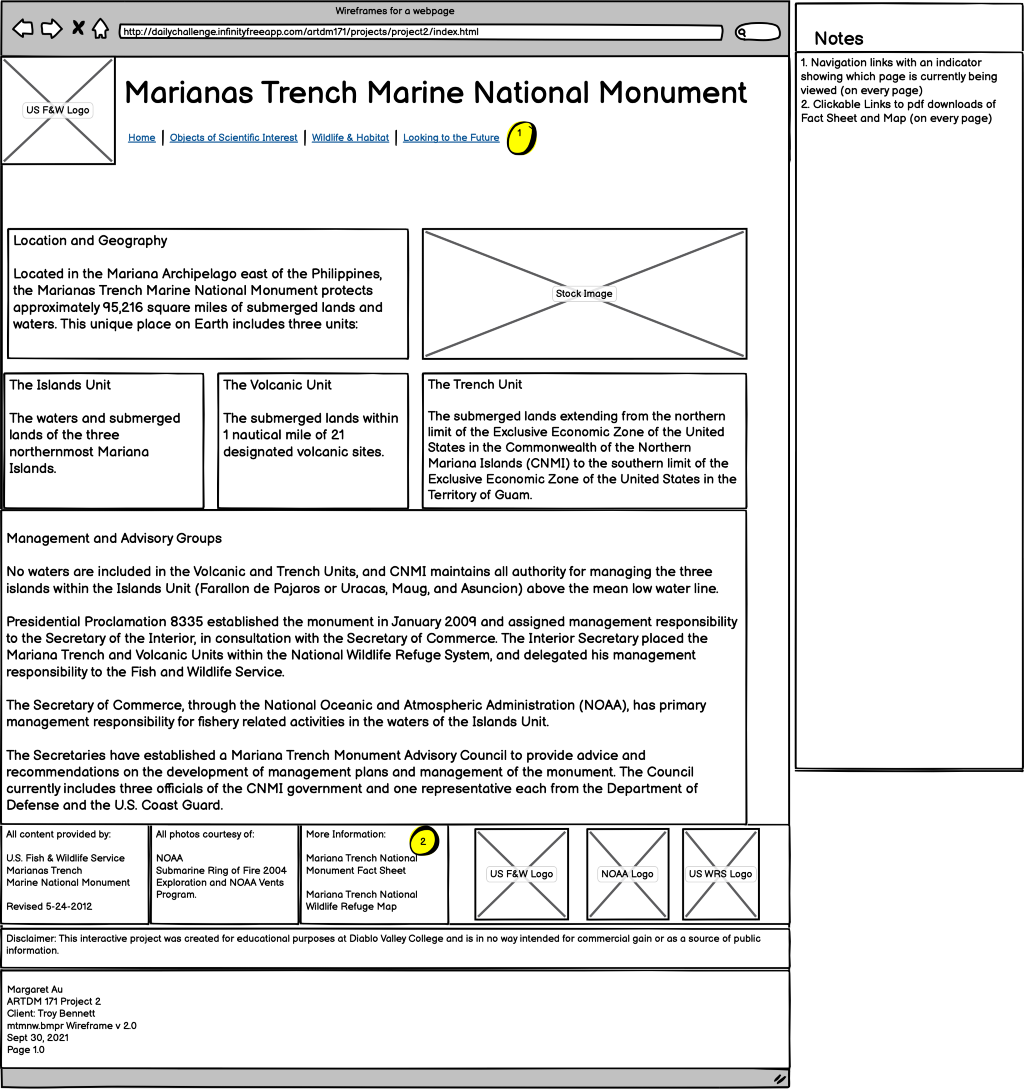 Wireframes for a webpage
http://dailychallenge.infinityfreeapp.com/artdm171/projects/project2/index.html
US F&W Logo
Marianas Trench Marine National Monument
Home | Objects of Scientific Interest | Wildlife & Habitat | Looking to the Future
1
Location and Geography
Located in the Mariana Archipelago east of the Philippines,
the Marianas Trench Marine National Monument protects
approximately 95,216 square miles of submerged lands and
waters. This unique place on Earth includes three units:
Stock Image
The Islands Unit
The waters and submerged
lands of the three
northernmost Mariana
Islands.
The Volcanic Unit
The submerged lands within
1 nautical mile of 21
designated volcanic sites.
The Trench Unit
The submerged lands extending from the northern
limit of the Exclusive Economic Zone of the United
States in the Commonwealth of the Northern
Mariana Islands (CNMI) to the southern limit of the
Exclusive Economic Zone of the United States in the
Territory of Guam.
Management and Advisory Groups
No waters are included in the Volcanic and Trench Units, and CNMI maintains all authority for managing the three
islands within the Islands Unit (Farallon de Pajaros or Uracas, Maug, and Asuncion) above the mean low water line.
Presidential Proclamation 8335 established the monument in January 2009 and assigned management responsibility
to the Secretary of the Interior, in consultation with the Secretary of Commerce. The Interior Secretary placed the
Mariana Trench and Volcanic Units within the National Wildlife Refuge System, and delegated his management
responsibility to the Fish and Wildlife Service.
The Secretary of Commerce, through the National Oceanic and Atmospheric Administration (NOAA), has primary
management responsibility for fishery related activities in the waters of the Islands Unit.
The Secretaries have established a Mariana Trench Monument Advisory Council to provide advice and
recommendations on the development of management plans and management of the monument. The Council
currently includes three officials of the CNMI government and one representative each from the Department of
Defense and the U.S. Coast Guard.
All content provided by:
U.S. Fish & Wildlife Service
Marianas Trench
Marine National Monument
Revised 5-24-2012
All photos courtesy of:
NOAA
Submarine Ring of Fire 2004
Exploration and NOAA Vents
Program.
More Information:
2
Mariana Trench National
Monument Fact Sheet
Mariana Trench National
Wildlife Refuge Map
US F&W Logo
NOAA Logo
US WRS Logo
Disclaimer: This interactive project was created for educational purposes at Diablo Valley College and is in no way intended for commercial gain or as a source of public
information.
Margaret Au
ARTDM 171 Project 2
Client: Troy Bennett
mtmnw.bmpr Wireframe v 2.0
Sept 30, 2021
Page 1.0
Notes
1. Navigation links with an indicator
showing which page is currently being
viewed (on every page)
2. Clickable Links to pdf downloads of
Fact Sheet and Map (on every page)